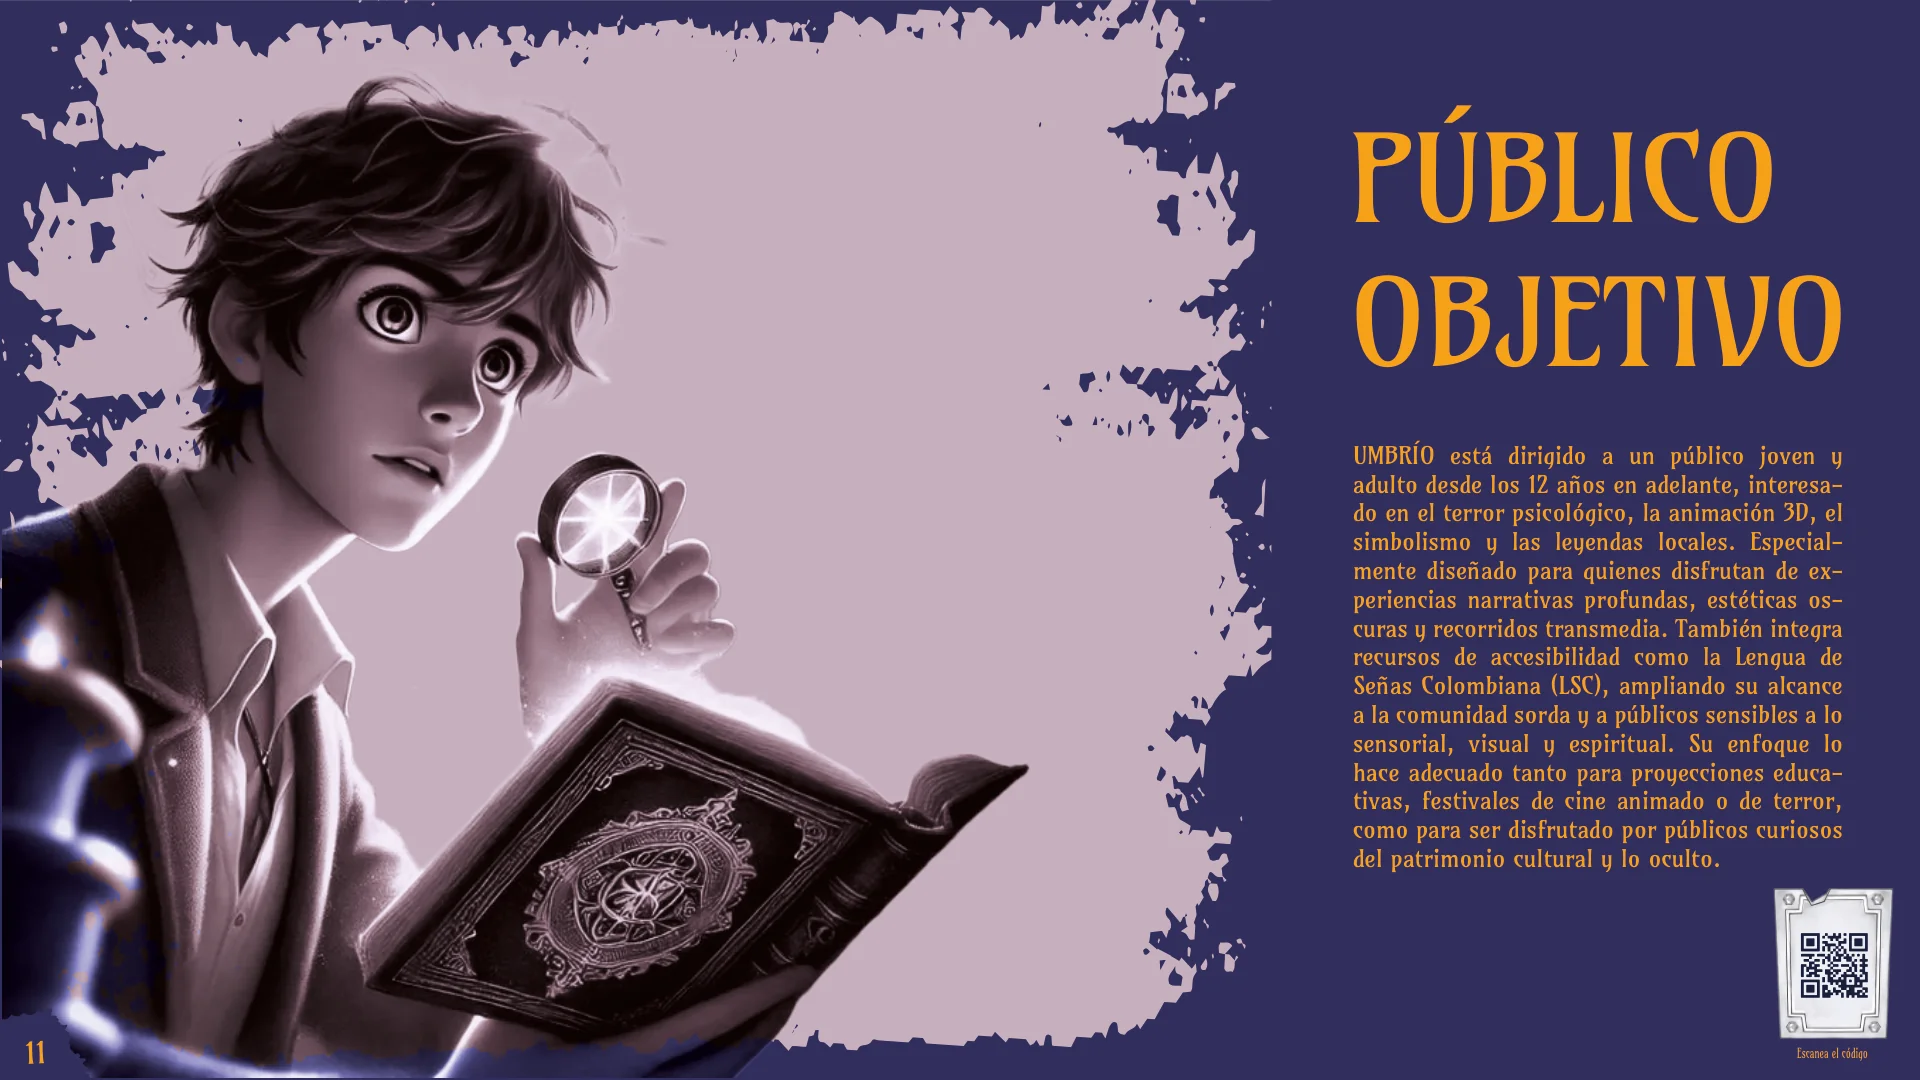 PÚBLICO
OBJETIVO
UMBRÍO está dirigido a un público joven y
adulto desde los 12 años en adelante, interesa-
do en el terror psicológico, la animación 3D, el
simbolismo y las leyendas locales. Especial-
mente diseñado para quienes disfrutan de ex-
periencias narrativas profundas, estéticas os-
curas y recorridos transmedia. También integra
recursos de accesibilidad como la Lengua de
Señas Colombiana (LSC), ampliando su alcance
a la comunidad sorda y a públicos sensibles a lo
sensorial, visual y espiritual. Su enfoque lo
hace adecuado tanto para proyecciones educa-
tivas, festivales de cine animado o de terror,
como para ser disfrutado por públicos curiosos
del patrimonio cultural y lo oculto.
Escanea el código
11